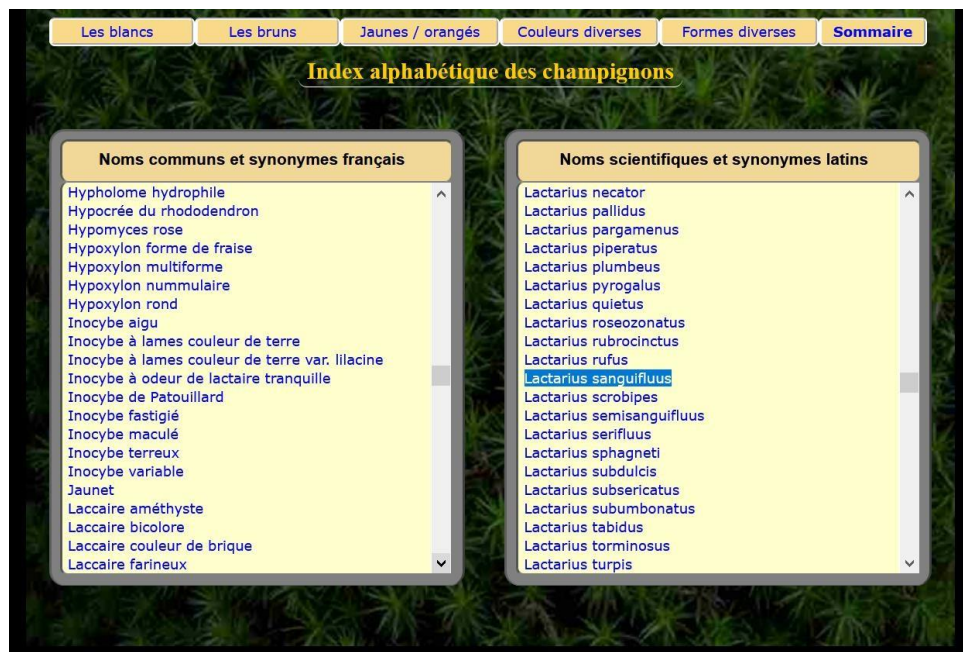 Les blancs
Les bruns
Jaunes / orangés
Couleurs diverses
Formes diverses
Sommaire
Index alphabétique des champignons
Noms communs et synonymes français
Hypholome hydrophile
Hypocrée du rhododendron
Hypomyces rose
Hypoxylon forme de fraise
Hypoxylon multiforme
Hypoxylon nummulaire
Hypoxylon rond
Inocybe aigu
Inocybe à lames couleur de terre
Inocybe à lames couleur de terre var. lilacine
Inocybe à odeur de lactaire tranquille
Inocybe de Patouillard
Inocybe fastigié
Inocybe maculé
Inocybe terreux
Inocybe variable
Jaunet
Laccaire améthyste
Laccaire bicolore
Laccaire couleur de brique
Laccaire farineux
Noms scientifiques et synonymes latins
Lactarius necator
Lactarius pallidus
Lactarius pargamenus
Lactarius piperatus
Lactarius plumbeus
Lactarius pyrogalus
Lactarius quietus
Lactarius roseozonatus
Lactarius rubrocinctus
Lactarius rufus
Lactarius sanguifluus
Lactarius scrobipes
Lactarius semisanguifluus
Lactarius serifluus
Lactarius sphagneti
Lactarius subdulcis
Lactarius subsericatus
Lactarius subumbonatus
Lactarius tabidus
Lactarius torminosus
Lactarius turpis